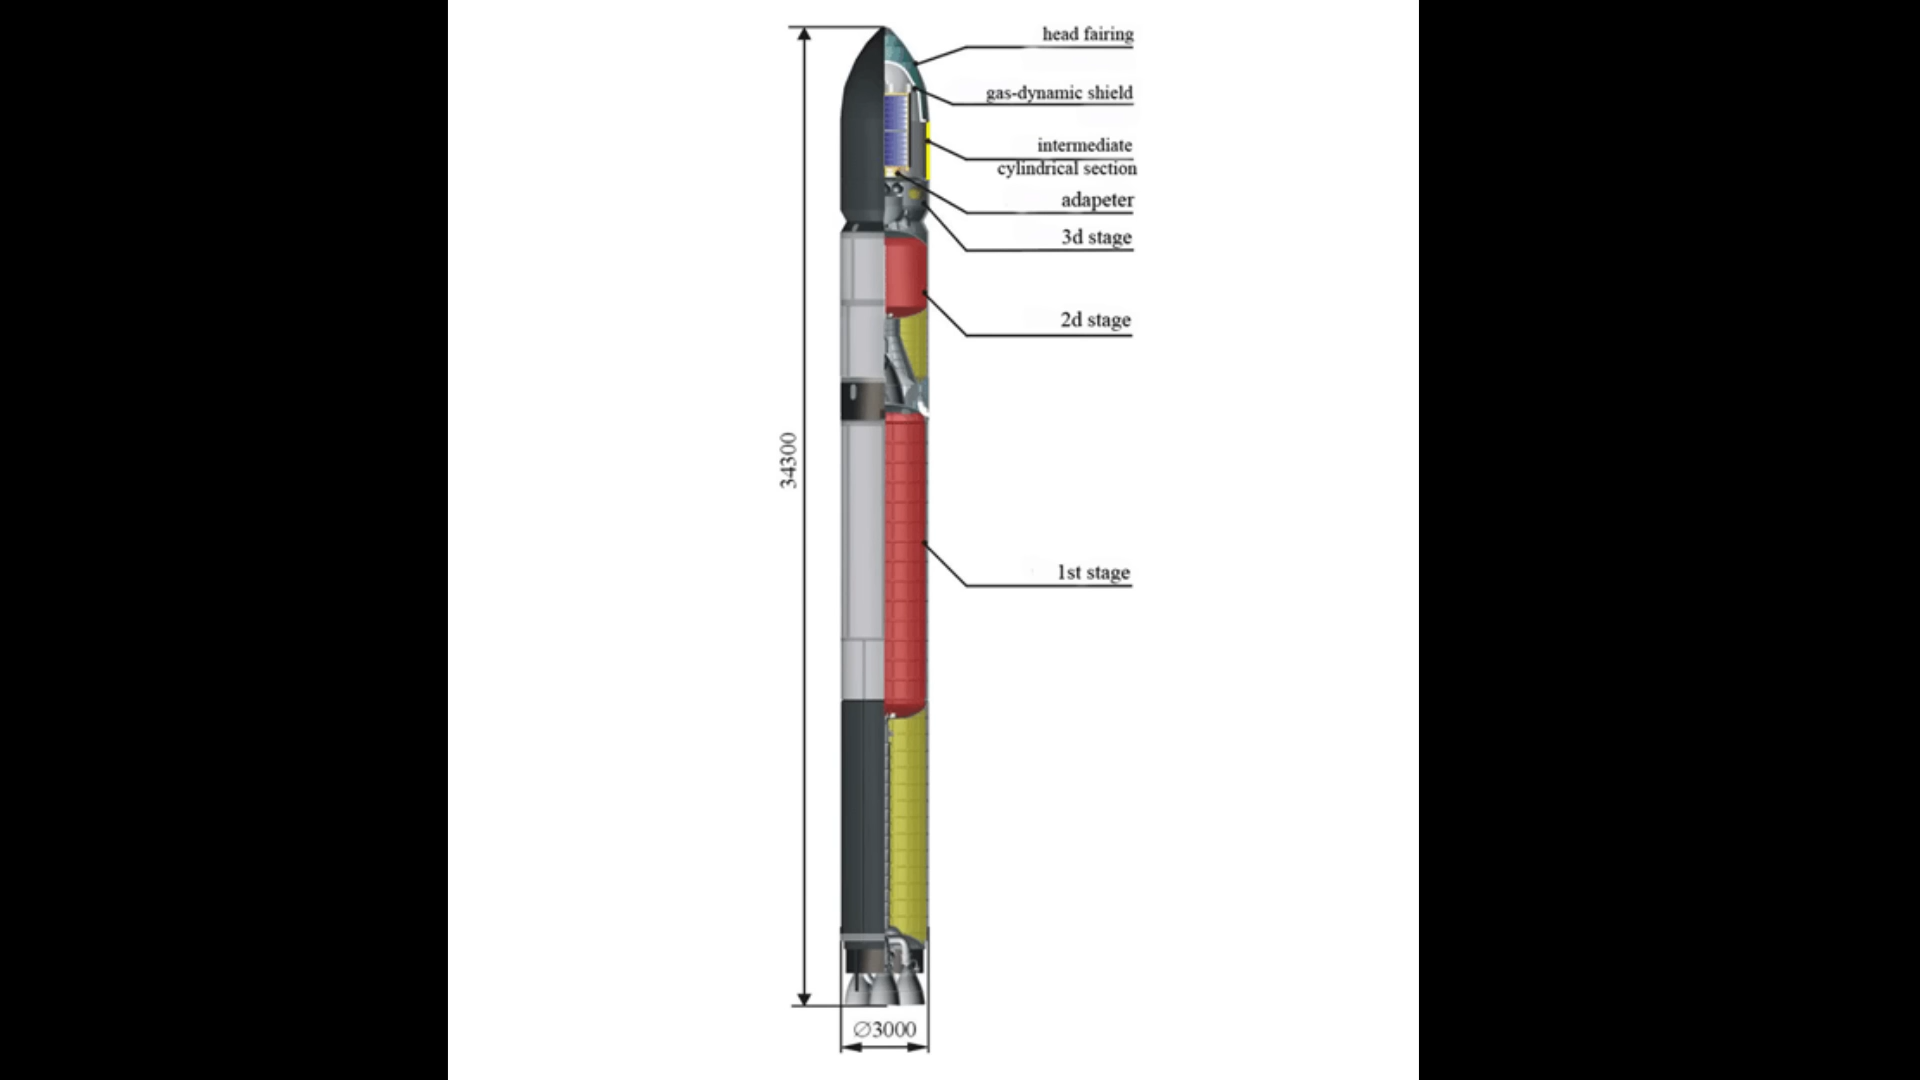 head fairing
gas-dynamic shield
intermediate
cylindrical section
adapeter
3d stage
2d stage
34300
1st stage
∅3000